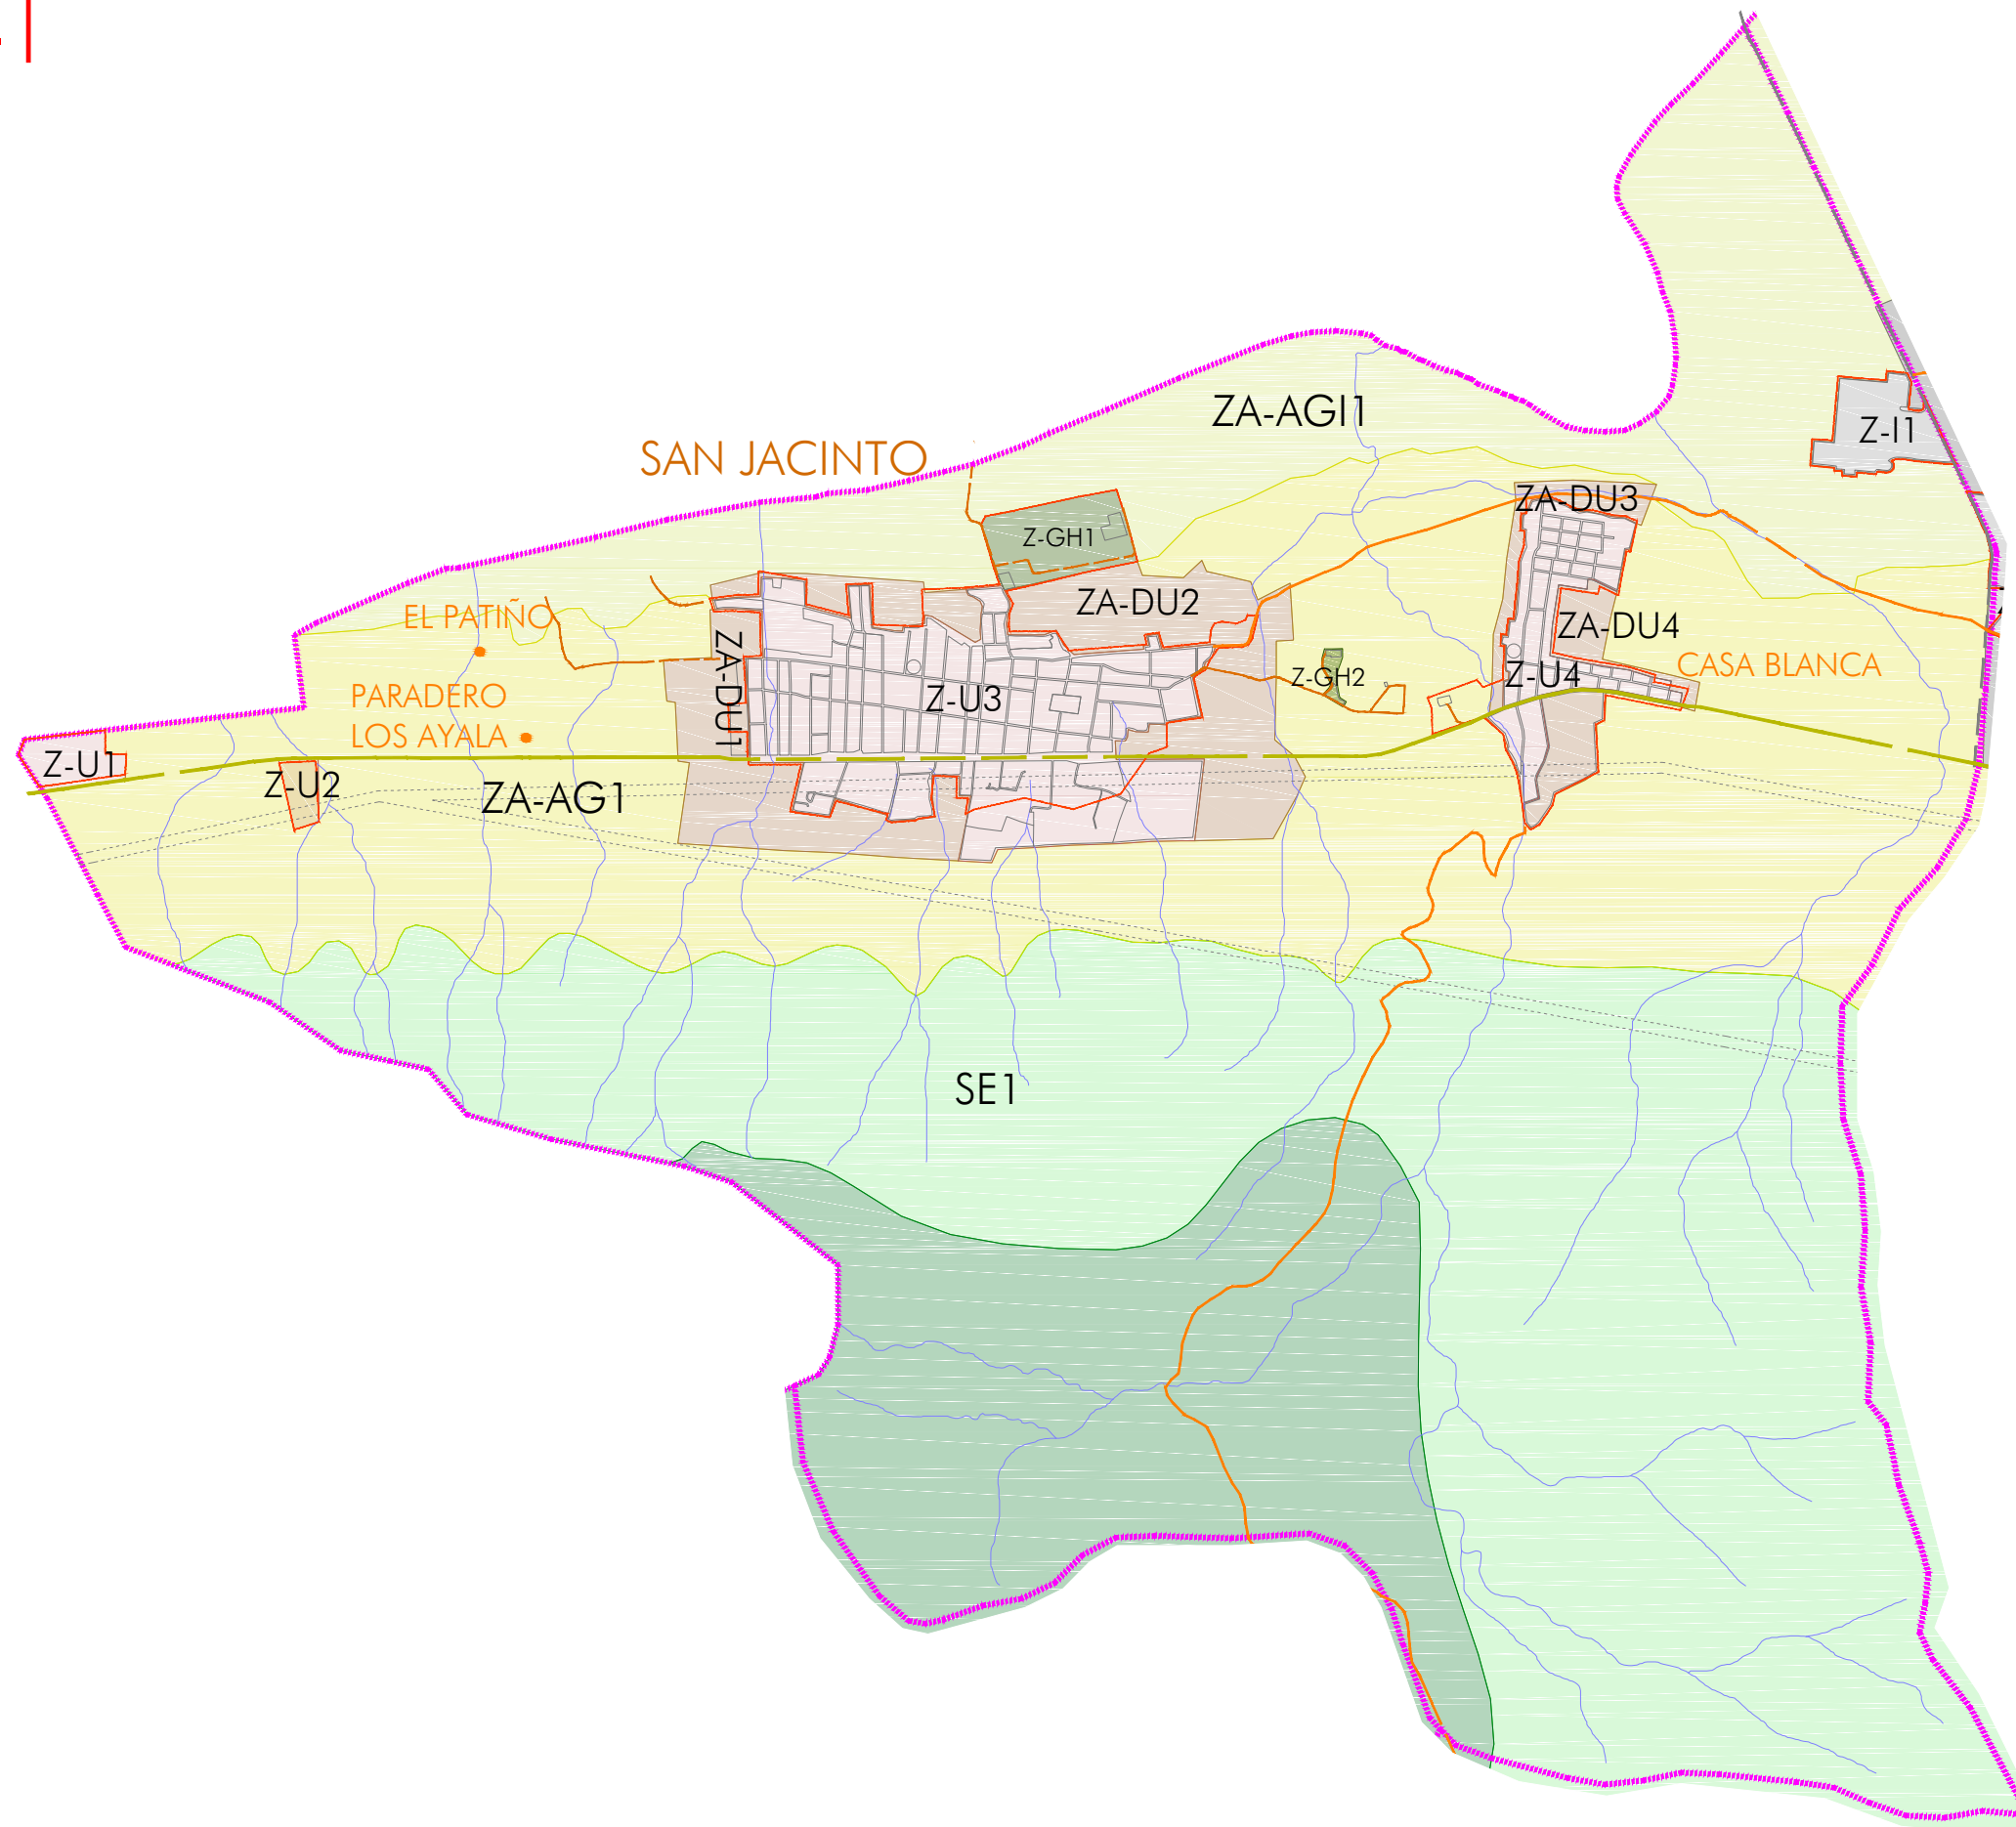 ZA-AGI1
Z-I1
SAN JACINTO
ZA-DU3
Z-GH1
ZA-DU2
EL PATIÑO
ZA-DU4
ZA-DU1
CASA BLANCA
Z-GH2
Z-U4
PARADERO
LOS AYALA
Z-U3
Z-U1
Z-U2
ZA-AG1
SE1